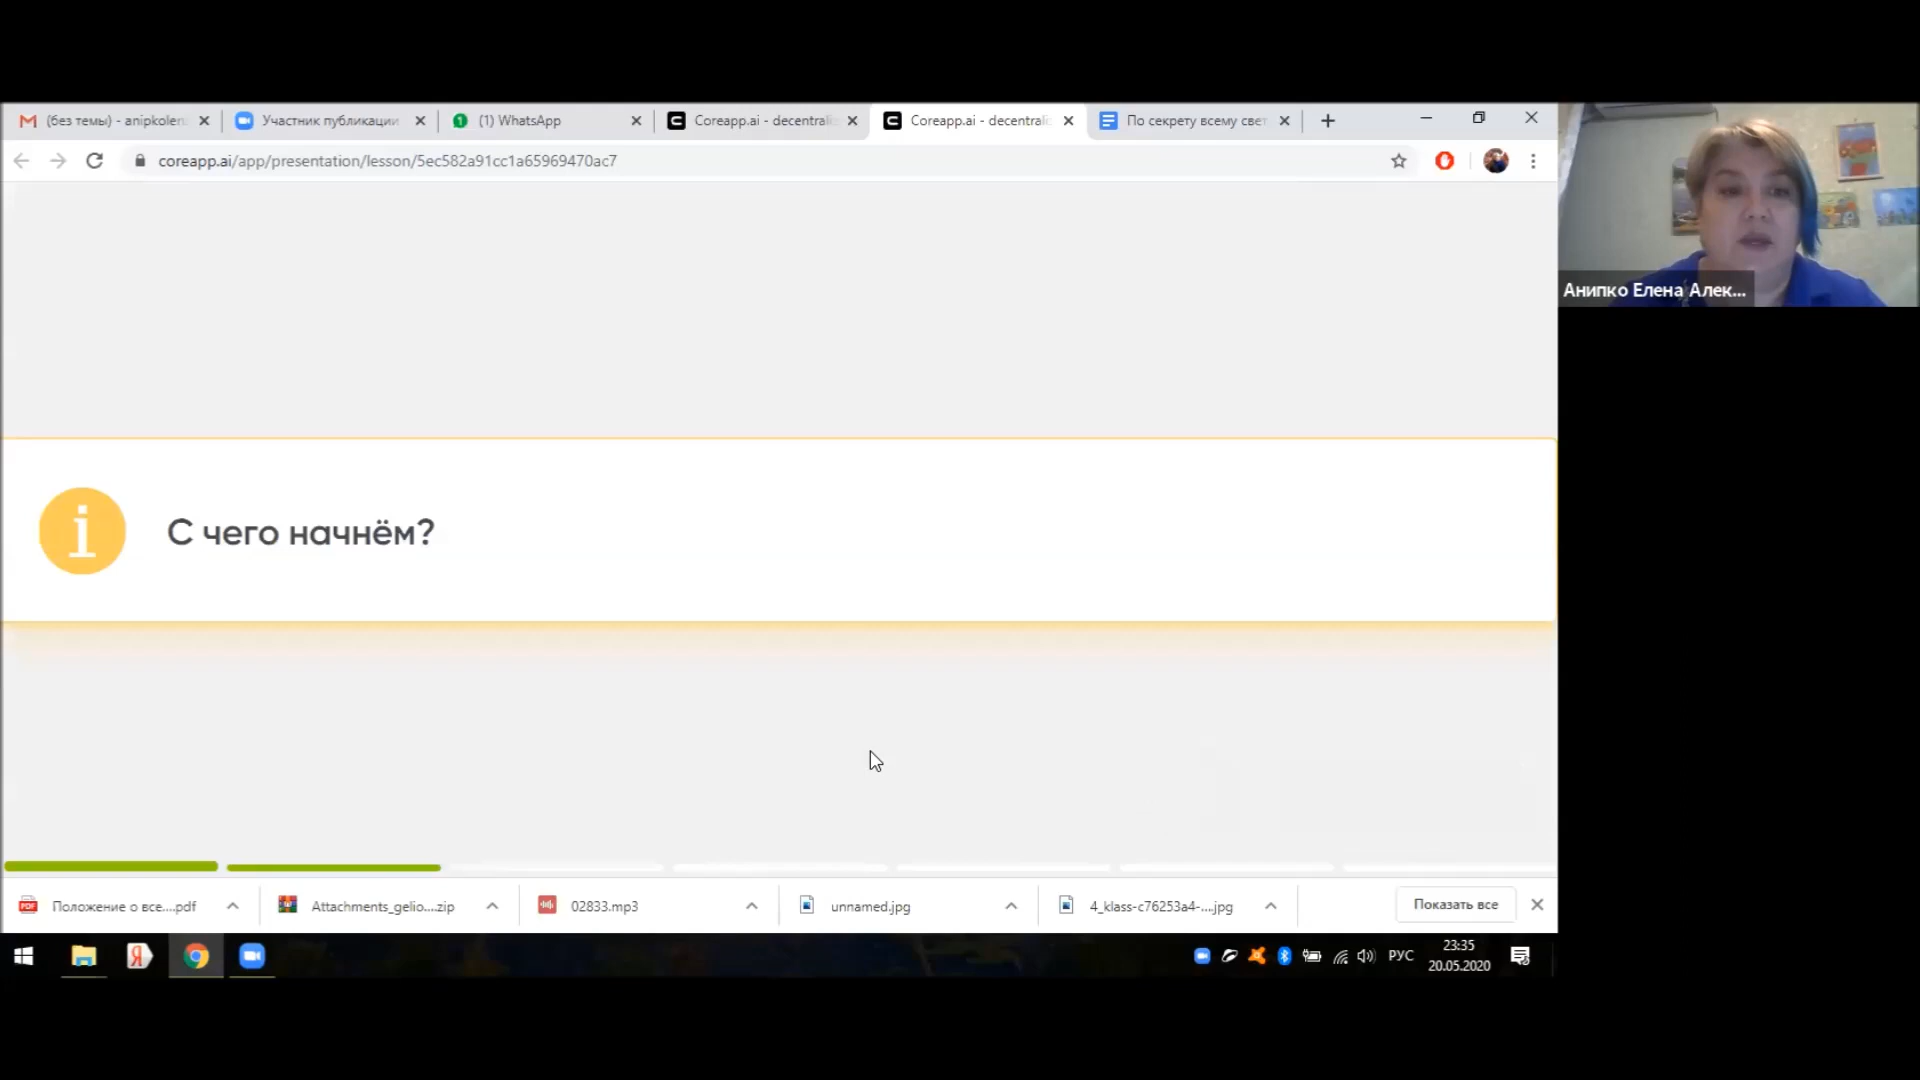 (без темы) - anipkolen
Участник публикации
(1) WhatsApp
Coreapp.ai - decentralis
Coreapp.ai - decentralis
По секрету всему свет
coreapp.ai/app/presentation/lesson/5ec582a91cc1a65969470ac7
Анипко Елена Алек...
i
С чего начнём?
Положение о все....pdf
Attachments_gelio....zip
02833.mp3
unnamed.jpg
4_klass-c76253a4-....jpg
Показать все
РУС
23:35
20.05.2020